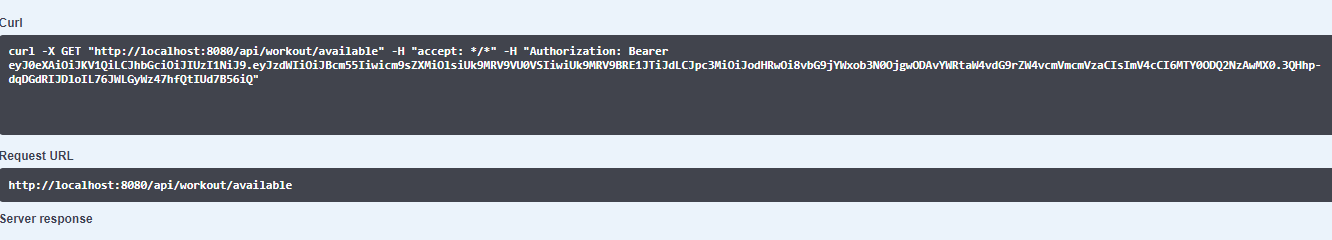 Curl
curl -X GET "http://localhost:8080/api/workout/available" -H "accept: */*" -H "Authorization: Bearer
eyJ0eXAiOiJKV1QiLCJhbGciOiJIUzI1NiJ9.eyJzdWIiOiJBcm55Iiwicm9sZXMiOlsiUk9MRV9VU0VSIiwiUk9MRV9BRE1JTiJdLCJpc3MiOiJodHRwOi8vbG9jYWxob3N0OjgwODAvYWRtaW4vdG9rZW4vcmVmcmVzaCIsImV4cCI6MTY0ODQ2NzAwMX0.3QHhp-
dqDGdRIJDloIL76JWLGyWz47hfQtIUd7B56iQ"
Request URL
http://localhost:8080/api/workout/available
Server response